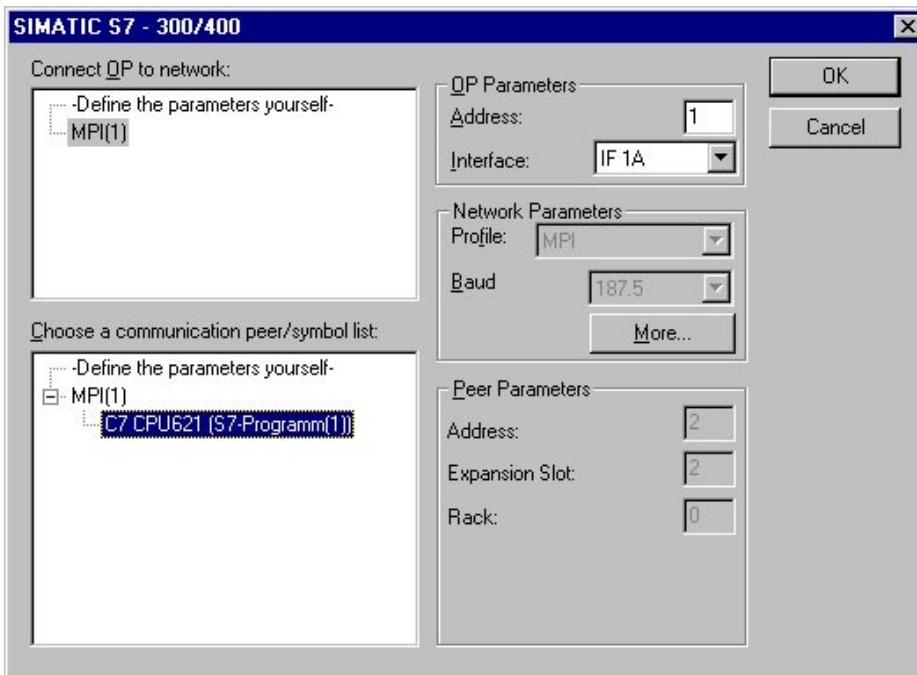 SIMATIC S7 - 300/400
Connect OP to network:
-Define the parameters yourself-
MPI(1)
Choose a communication peer/symbol list:
-Define the parameters yourself-
MPI(1)
C7 CPU621 (S7-Programm(1))
OP Parameters
Address: 1
Interface: IF 1A
Network Parameters
Profile: MPI
Baud 187.5
More...
Peer Parameters
Address: 2
Expansion Slot: 2
Rack: 0
OK
Cancel